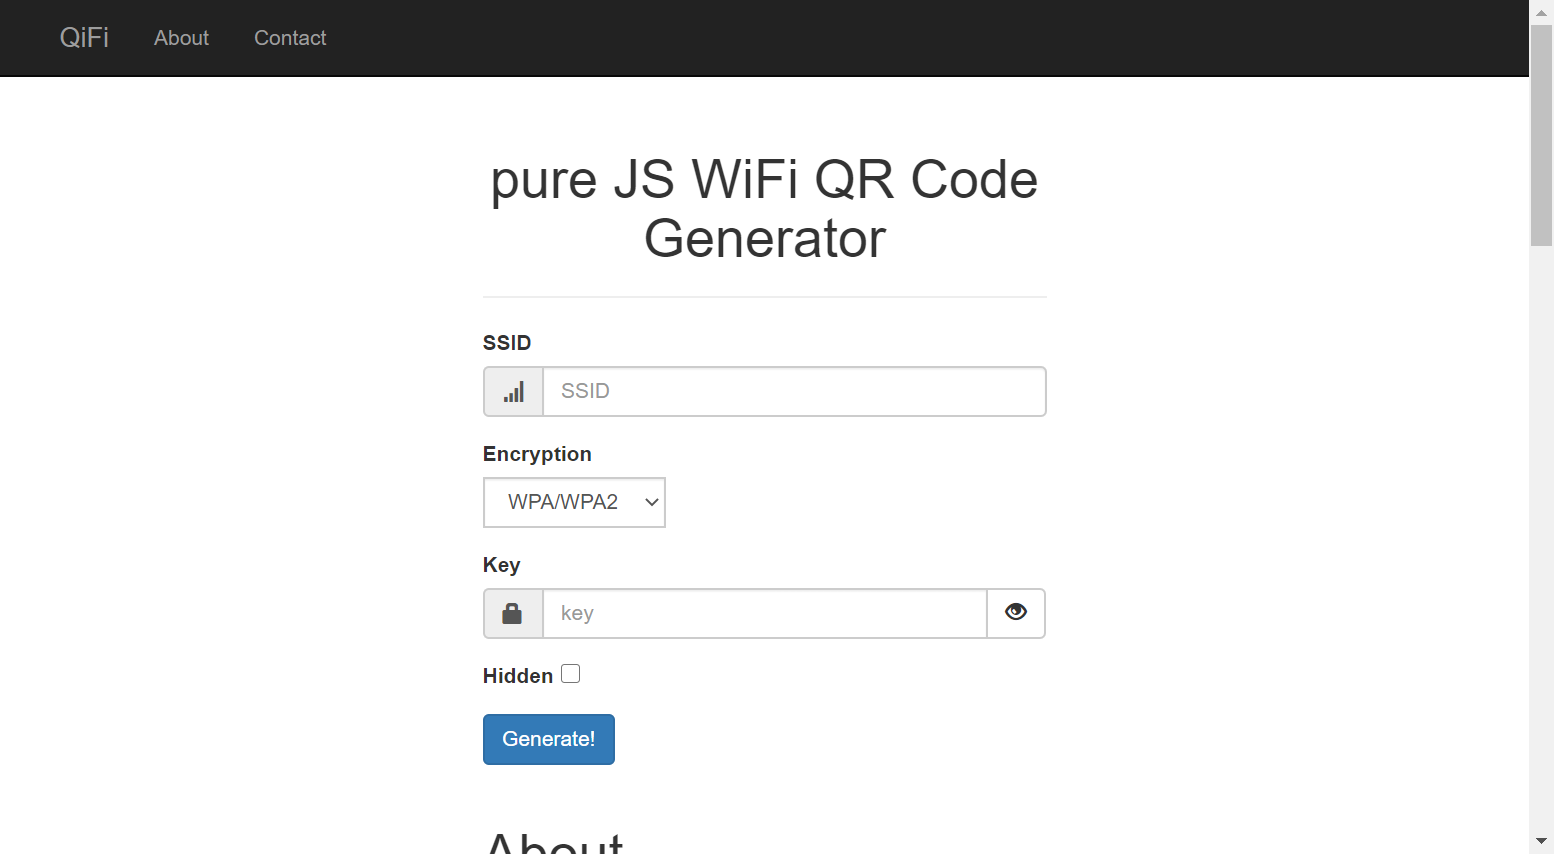 QiFi About Contact
pure JS WiFi QR Code
Generator
SSID
SSID
Encryption
WPA/WPA2
Key
key
Hidden
Generate!
About